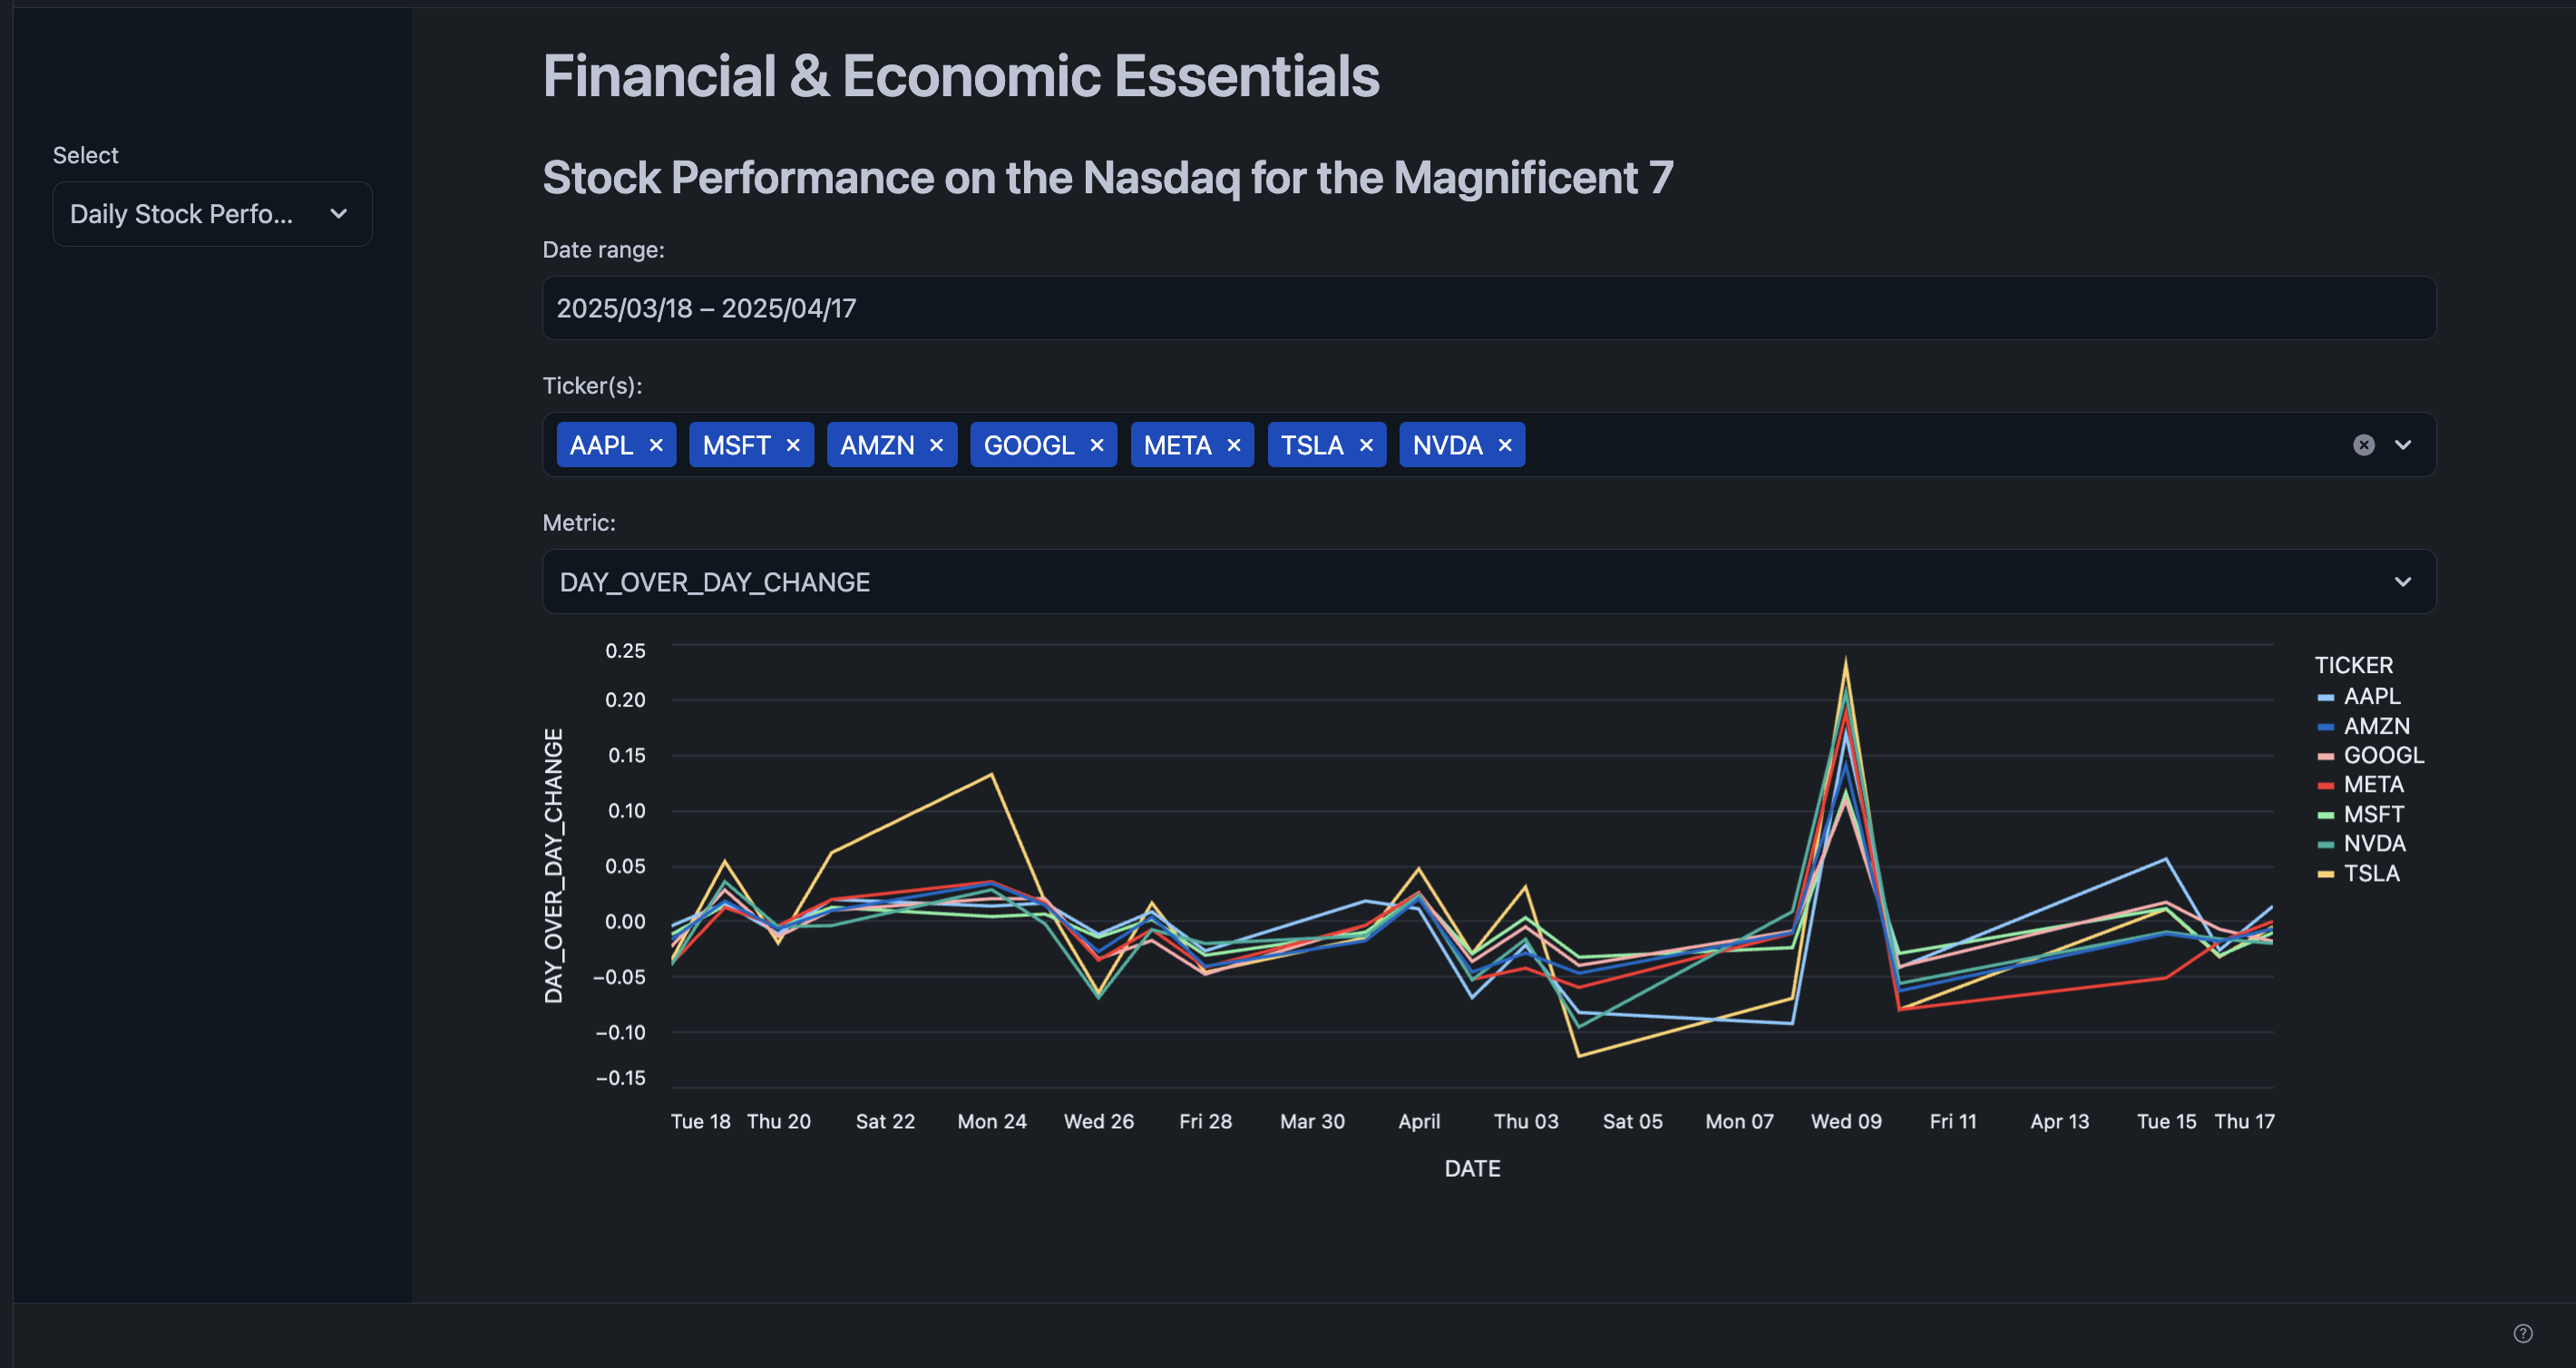 Financial & Economic Essentials
Select
Daily Stock Perfo...
Stock Performance on the Nasdaq for the Magnificent 7
Date range:
2025/03/18 – 2025/04/17
Ticker(s):
AAPL MSFT AMZN GOOGL META TSLA NVDA
Metric:
DAY_OVER_DAY_CHANGE
DAY_OVER_DAY_CHANGE
0.25
0.20
0.15
0.10
0.05
0.00
−0.05
−0.10
−0.15
Tue 18 Thu 20 Sat 22 Mon 24 Wed 26 Fri 28 Mar 30 April Thu 03 Sat 05 Mon 07 Wed 09 Fri 11 Apr 13 Tue 15 Thu 17
DATE
TICKER
AAPL
AMZN
GOOGL
META
MSFT
NVDA
TSLA